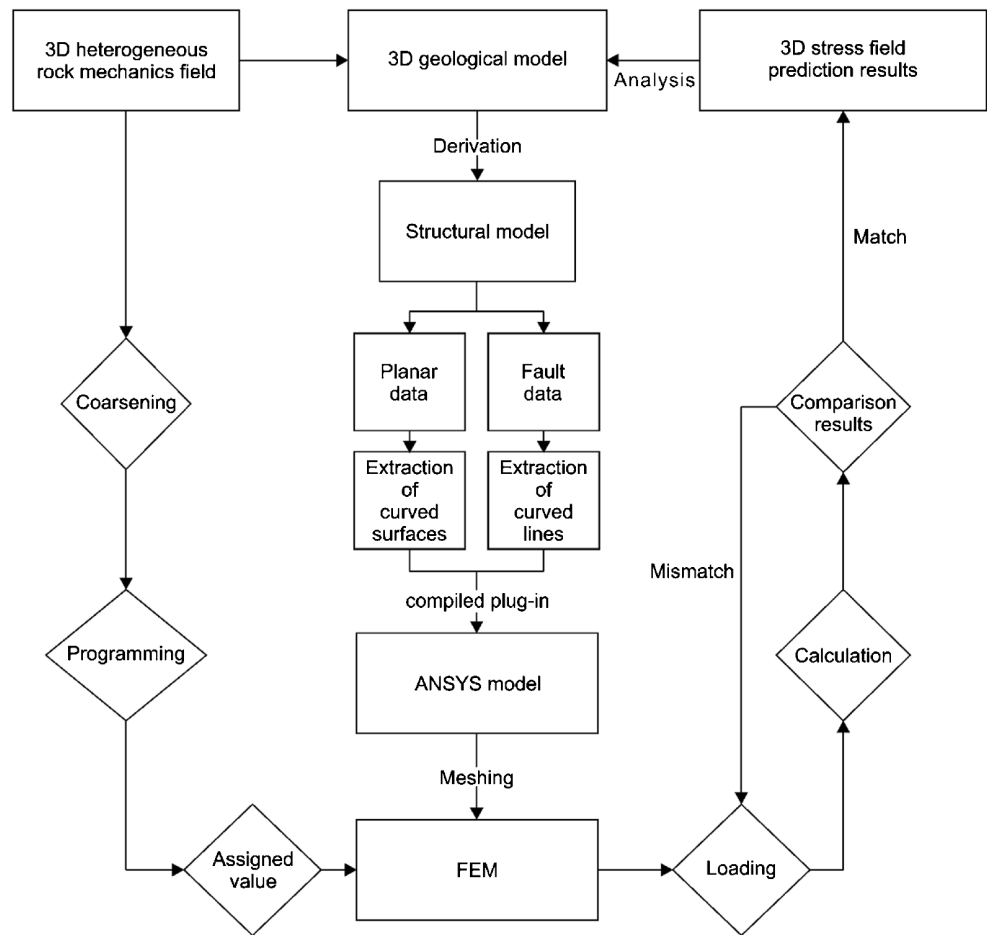 3D heterogeneous
rock mechanics field
3D geological model
Analysis
3D stress field
prediction results
Derivation
Structural model
Match
Planar
data
Fault
data
Coarsening
Comparison
results
Extraction
of
curved
surfaces
Extraction
of
curved
lines
Mismatch
compiled plug-in
Programming
ANSYS model
Calculation
Meshing
Assigned
value
FEM
Loading